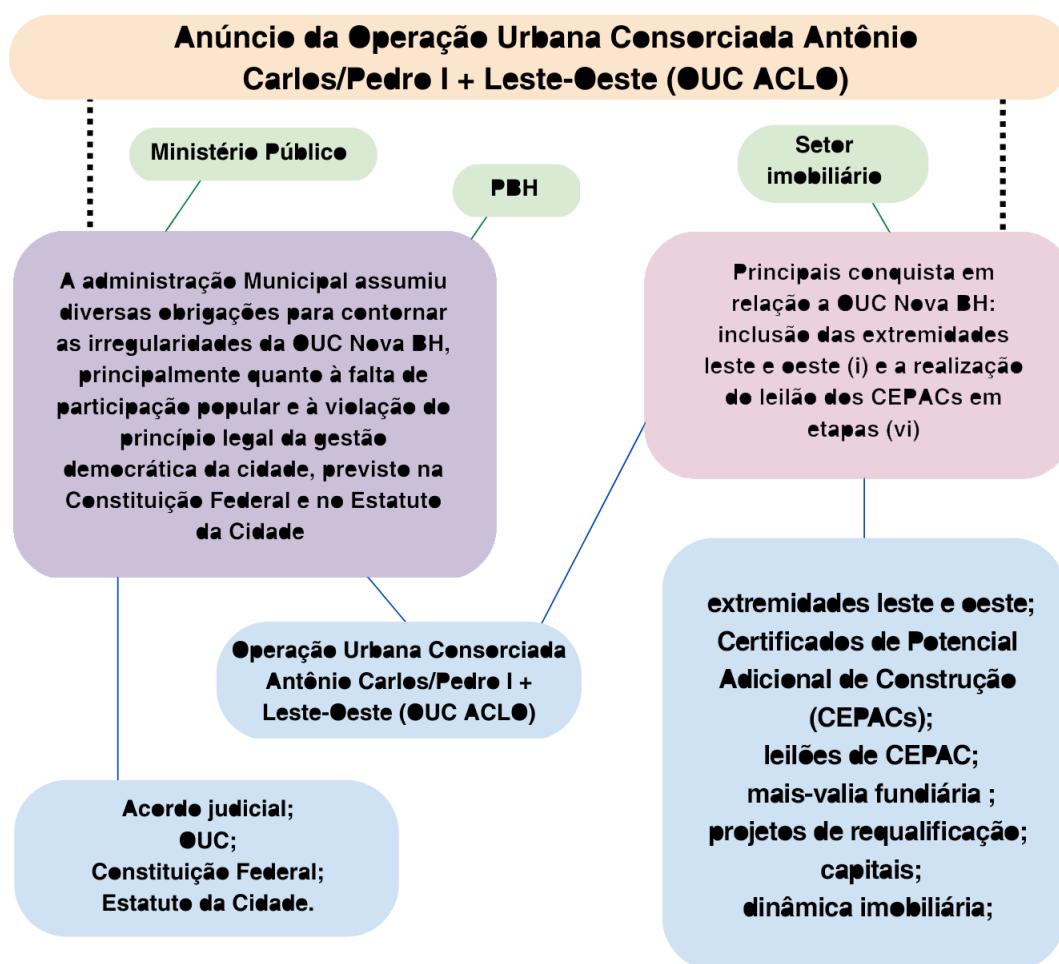 Anúncio da Operação Urbana Consorciada Antônio
Carlos/Pedro I + Leste-Oeste (OUC ACLO)
Ministério Público
PBH
Setor
imobiliário
A administração Municipal assumiu
diversas obrigações para contornar
as irregularidades da OUC Nova BH,
principalmente quanto à falta de
participação popular e à violação do
princípio legal da gestão
democrática da cidade, previsto na
Constituição Federal e no Estatuto
da Cidade
Principais conquista em
relação a OUC Nova BH:
inclusão das extremidades
leste e oeste (i) e a realização
do leilão dos CEPACs em
etapas (vi)
Operação Urbana Consorciada
Antônio Carlos/Pedro I +
Leste-Oeste (OUC ACLO)
Acordo judicial;
OUC;
Constituição Federal;
Estatuto da Cidade.
extremidades leste e oeste;
Certificados de Potencial
Adicional de Construção
(CEPACs);
leilões de CEPAC;
mais-valia fundiária ;
projetos de requalificação;
capitais;
dinâmica imobiliária;